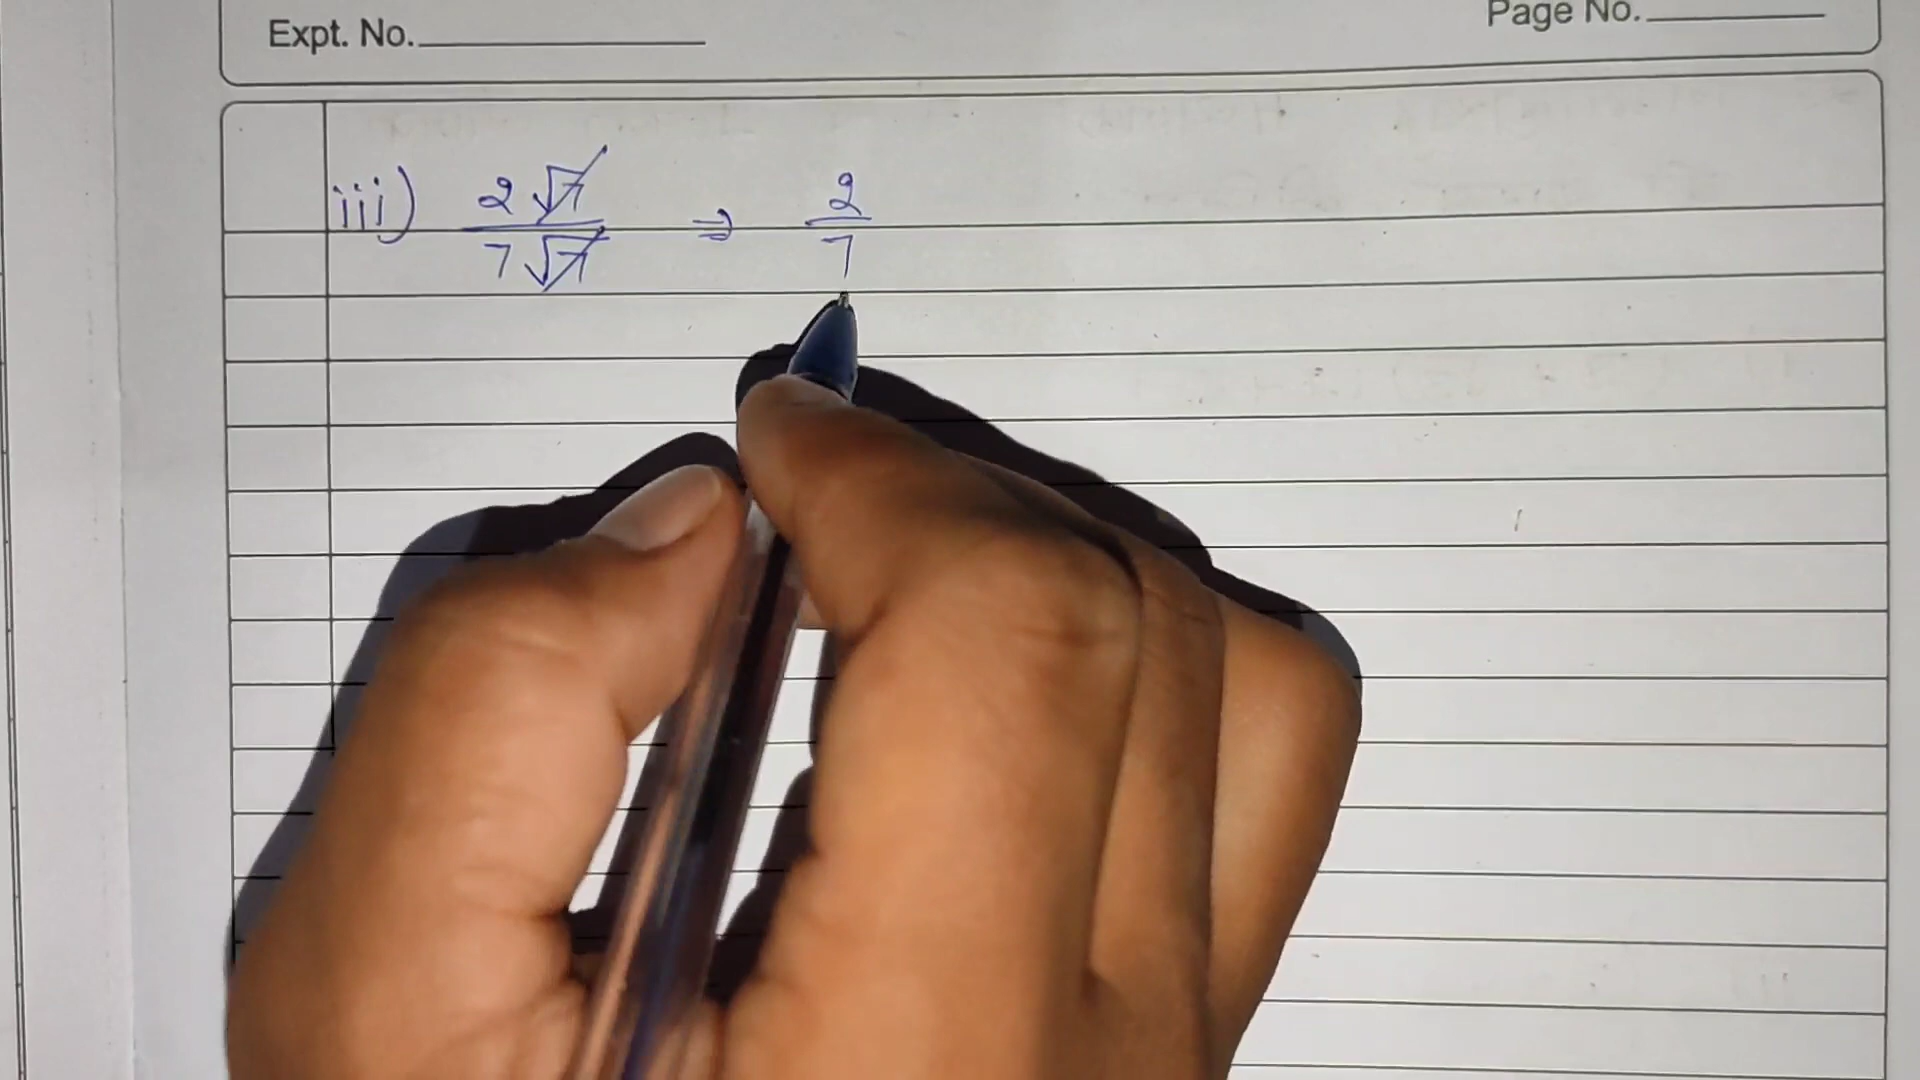 Expt. No.
Page No.
iii) 2√7 / 7√7 ⇒ 2/7